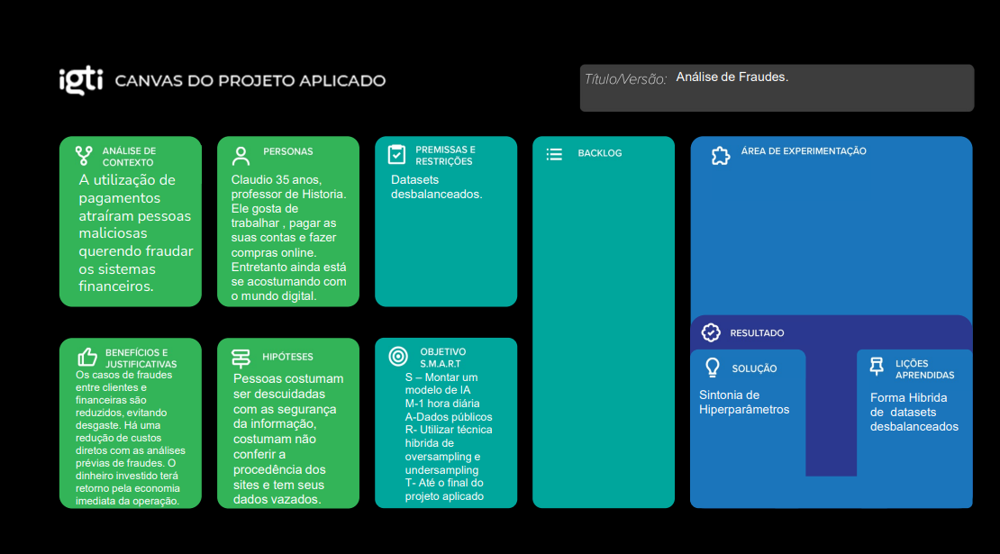 igti CANVAS DO PROJETO APLICADO
Título/Versão: Análise de Fraudes.
ANÁLISE DE
CONTEXTO
A utilização de
pagamentos
atraíram pessoas
maliciosas
querendo fraudar
os sistemas
financeiros.
PERSONAS
Claudio 35 anos,
professor de Historia.
Ele gosta de
trabalhar , pagar as
suas contas e fazer
compras online.
Entretanto ainda está
se acostumando com
o mundo digital.
PREMISSAS E
RESTRIÇÕES
Datasets
desbalanceados.
BACKLOG
ÁREA DE EXPERIMENTAÇÃO
BENEFÍCIOS E
JUSTIFICATIVAS
Os casos de fraudes
entre clientes e
financeiras são
reduzidos, evitando
desgaste. Há uma
redução de custos
diretos com as análises
prévias de fraudes. O
dinheiro investido terá
retorno pela economia
imediata da operação.
HIPÓTESES
Pessoas costumam
ser descuidadas
com as segurança
da informação,
costumam não
conferir a
procedência dos
sites e tem seus
dados vazados.
OBJETIVO
S.M.A.R.T
S – Montar um
modelo de IA
M-1 hora diária
A-Dados públicos
R- Utilizar técnica
hibrida de
oversampling e
undersampling
T- Até o final do
projeto aplicado
RESULTADO
SOLUÇÃO
Sintonia de
Hiperparâmetros
LIÇÕES
APRENDIDAS
Forma Hibrida
de datasets
desbalanceados